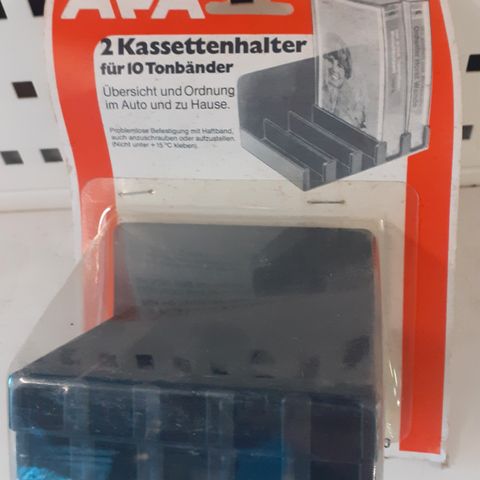 APA
2 Kassettenhalter
für 10 Tonbänder
Übersicht und Ordnung
im Auto und zu Hause.
Problemlose Befestigung mit Haftband,
auch anzuschrauben oder aufzustellen.
(Nicht unter +15°C kleben).